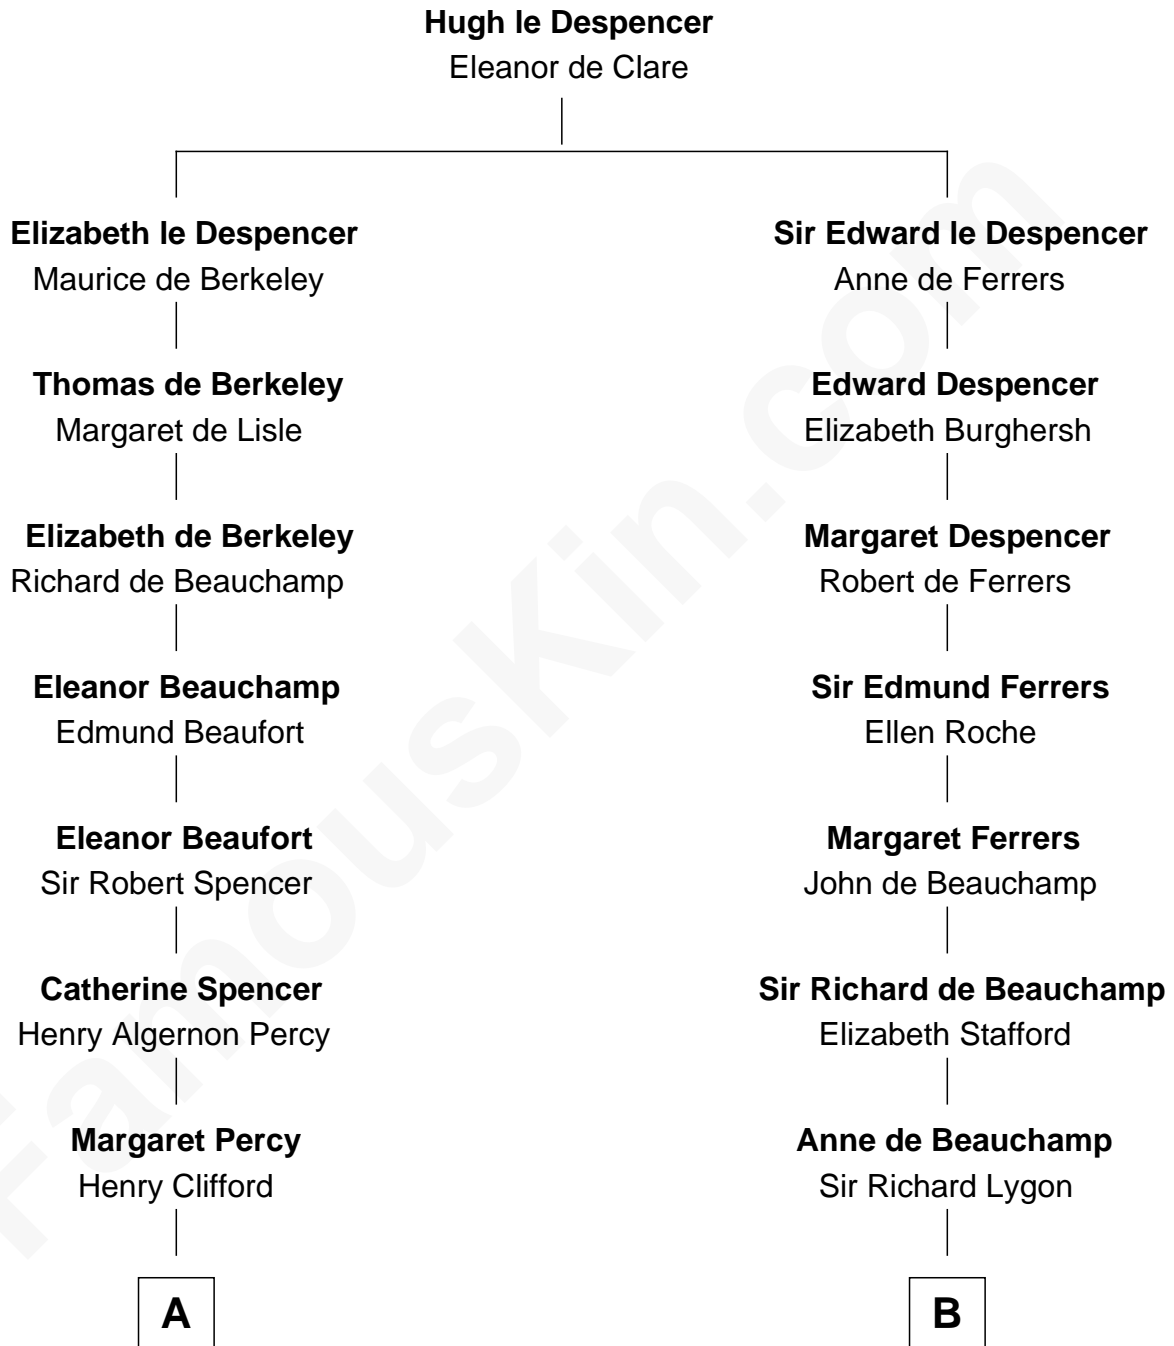 Hugh le Despencer
Eleanor de Clare
Elizabeth le Despencer
Maurice de Berkeley
Sir Edward le Despencer
Anne de Ferrers
Thomas de Berkeley
Margaret de Lisle
Edward Despencer
Elizabeth Burghersh
Elizabeth de Berkeley
Richard de Beauchamp
Margaret Despencer
Robert de Ferrers
Eleanor Beauchamp
Edmund Beaufort
Sir Edmund Ferrers
Ellen Roche
Eleanor Beaufort
Sir Robert Spencer
Margaret Ferrers
John de Beauchamp
Catherine Spencer
Henry Algernon Percy
Sir Richard de Beauchamp
Elizabeth Stafford
Margaret Percy
Henry Clifford
Anne de Beauchamp
Sir Richard Lygon
A
B
FamousKin.com